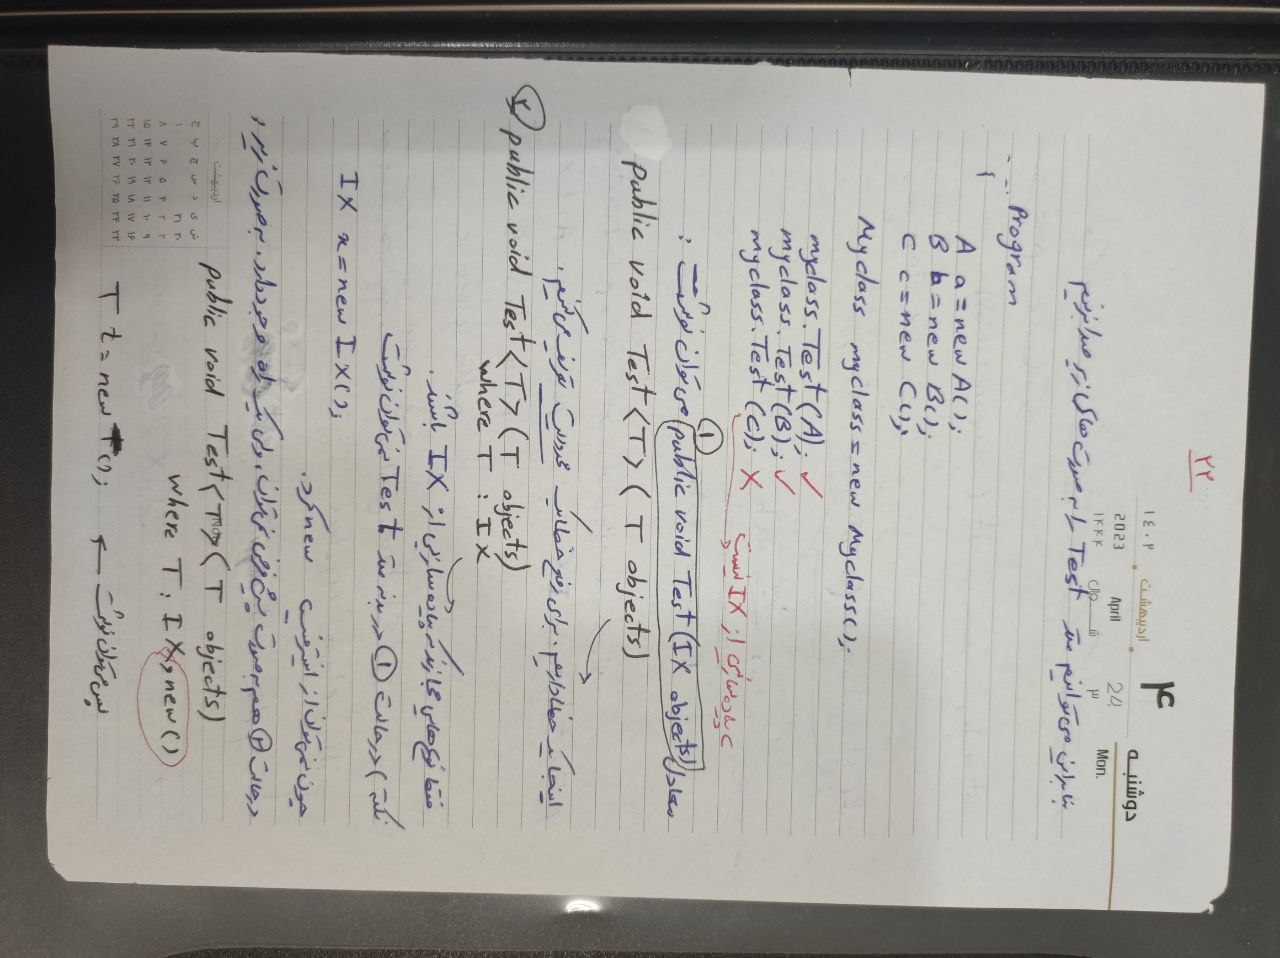 ۲۲
دوشنبه ۴ اردیبهشت ۱٤۰۲
Mon. 24 April 2023
۳ شوال ۱۴۴۴
بنابراین می‌توانیم متد Test را به صورت های زیر صدا بزنیم
... Program
{
A a = new A();
B b = new B();
C c = new C();
Myclass myclass = new Myclass();
myclass.Test(A); ✓
myclass.Test(B); ✓
myclass.Test(c); X
c پیاده سازیی از IX نیست
معادل public void Test(IX objects) ① می توان نوشت :
public void Test<T>( T objects)
اینجا یک خطا داریم. برای رفع خطا یک محدودیت تعریف می کنیم.
② public void Test<T>( T objects)
where T : IX
فقط نوع هایی مجازند که پیاده سازیی از IX باشند.
نکته) در حالت ① در بدنه متد Test نمی توان نوشت
IX x = new IX();
چون نمی توان از اینترفیس new کرد.
در حالت ② هم به صورت پیش فرض نمی توان، ولی یک راه وجود دارد. به صورت زیر :
public void Test<T>( T objects)
where T : IX, new()
پس می توان نوشت ← T t = new T();
اردیبهشت
ش ی د س چ پ ج
۳۰ ۳۱ ۱
۲ ۳ ۴ ۵ ۶ ۷ ۸
۹ ۱۰ ۱۱ ۱۲ ۱۳ ۱۴ ۱۵
۱۶ ۱۷ ۱۸ ۱۹ ۲۰ ۲۱ ۲۲
۲۳ ۲۴ ۲۵ ۲۶ ۲۷ ۲۸ ۲۹